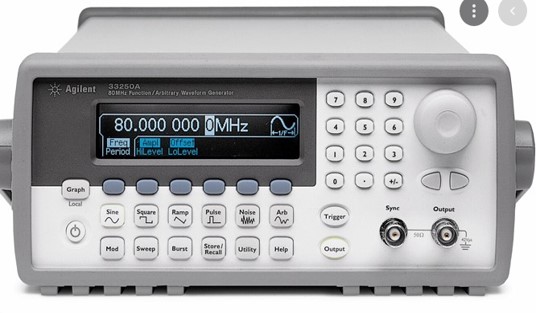 Agilent
33250A
80MHz Function / Arbitrary Waveform Generator
80.000 000 0MHz
Freq Ampl Offset
Period HiLevel LoLevel
1/F
7 8 9
4 5 6
1 2 3
0 . +/-
Graph
Local
Sine Square Ramp Pulse Noise Arb
Trigger
Mod Sweep Burst Store/ Recall Utility Help
Output
Sync
Output
50Ω